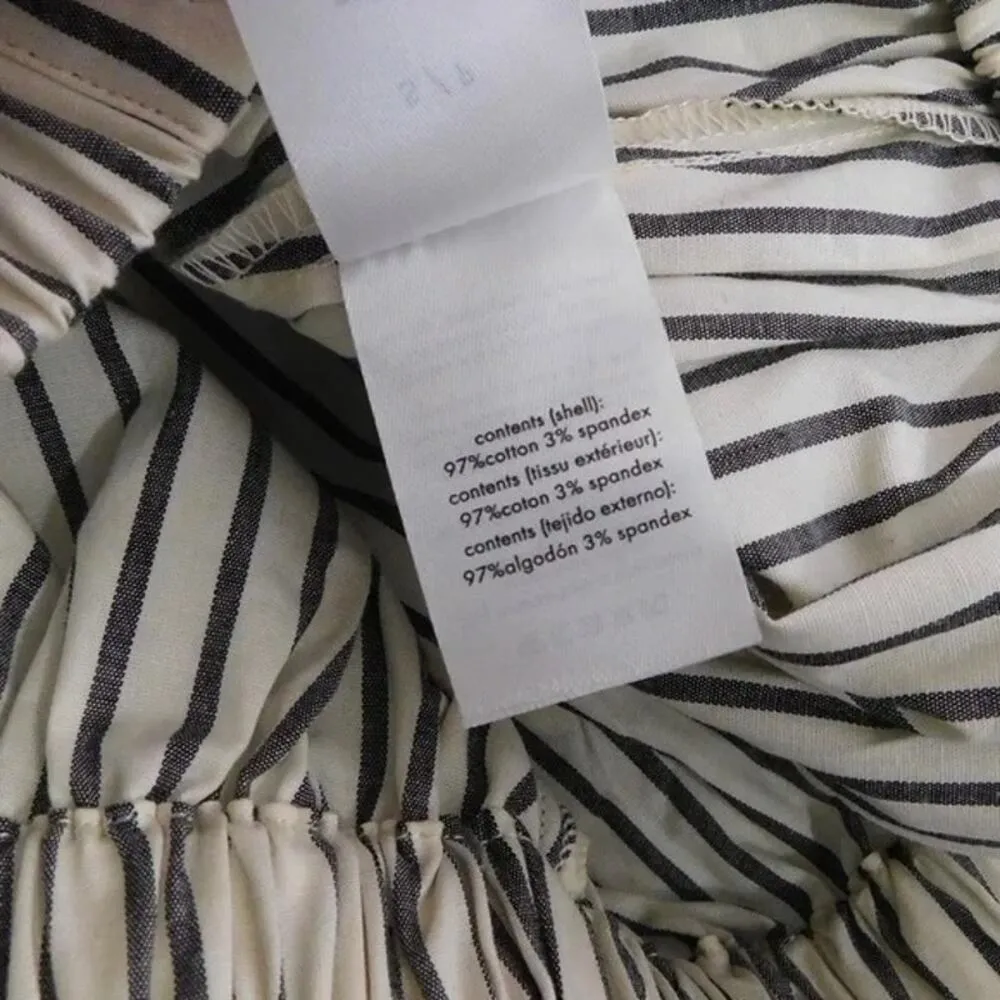 contents (shell):
97%cotton 3% spandex
contents (tissu extérieur):
97%coton 3% spandex
contents (tejido externo):
97%algodón 3% spandex